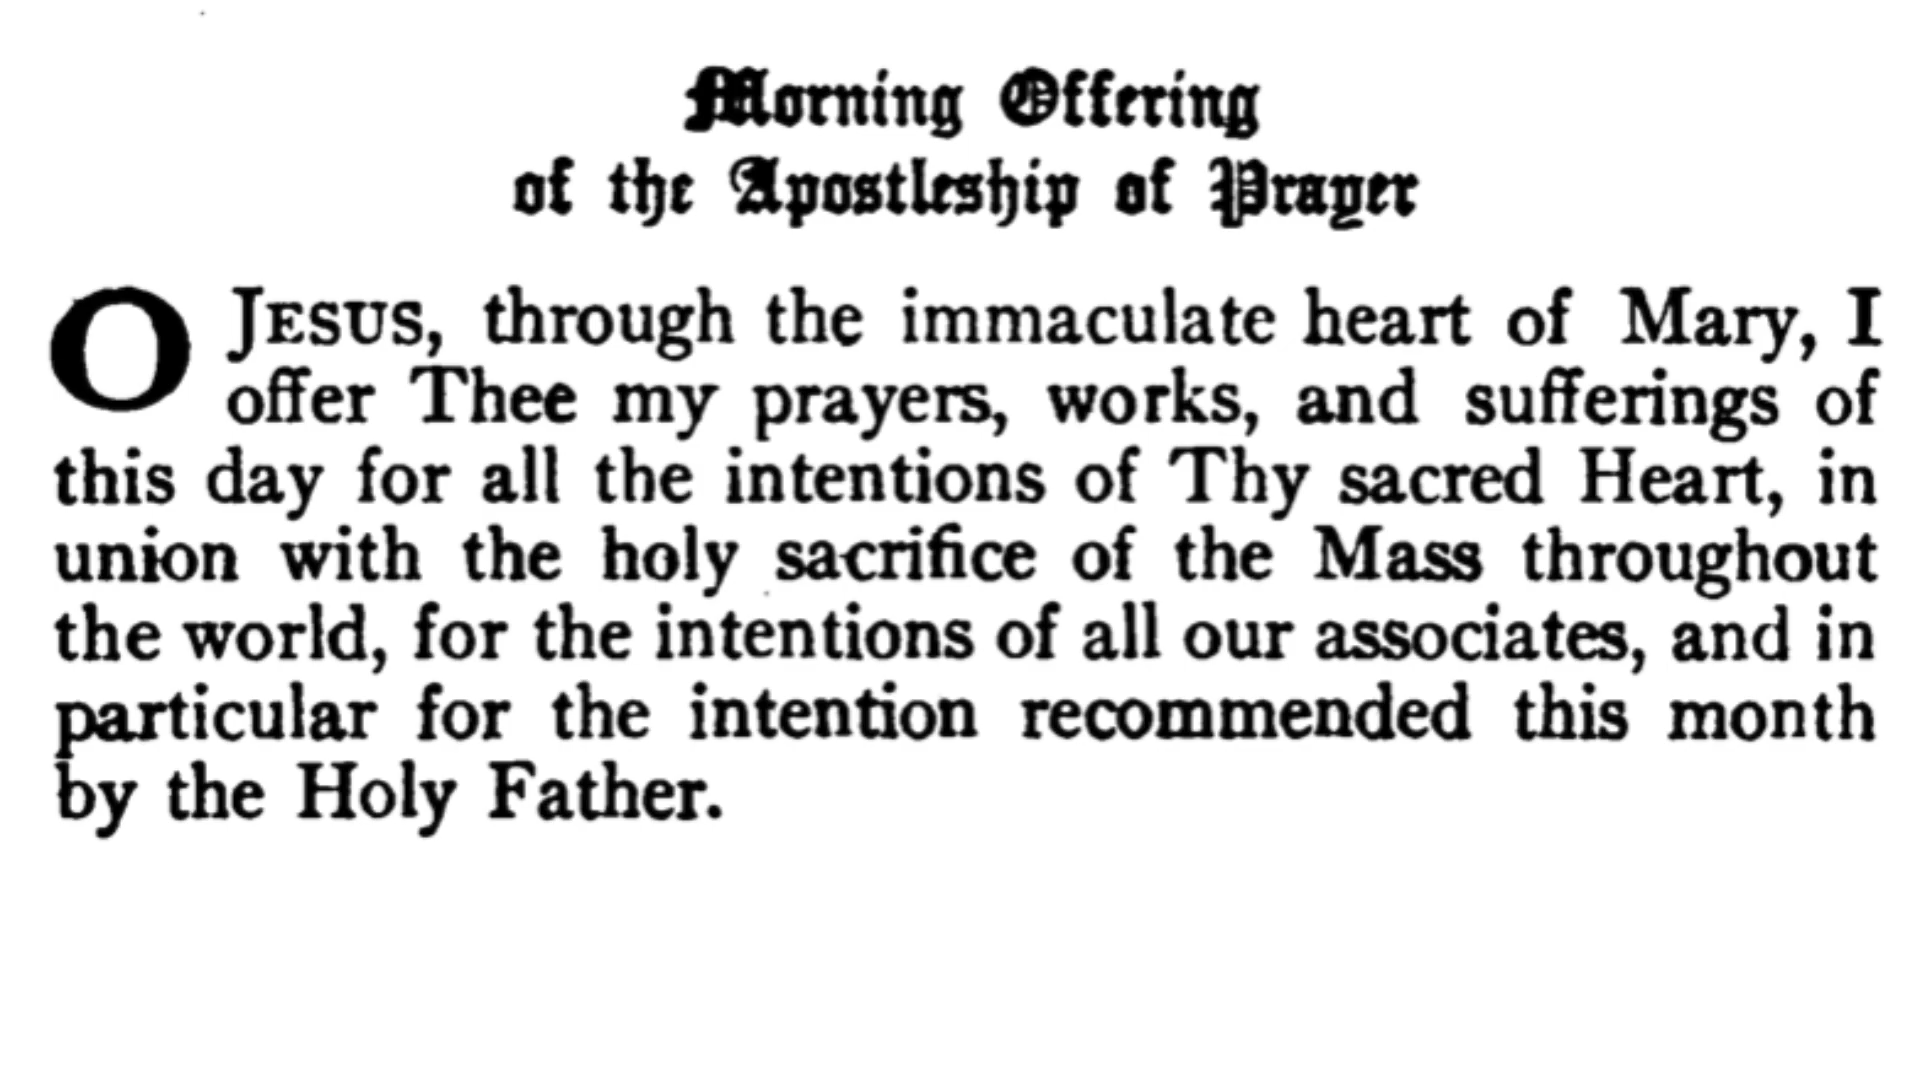 Morning Offering
of the Apostleship of Prayer
O JESUS, through the immaculate heart of Mary, I
offer Thee my prayers, works, and sufferings of
this day for all the intentions of Thy sacred Heart, in
union with the holy sacrifice of the Mass throughout
the world, for the intentions of all our associates, and in
particular for the intention recommended this month
by the Holy Father.